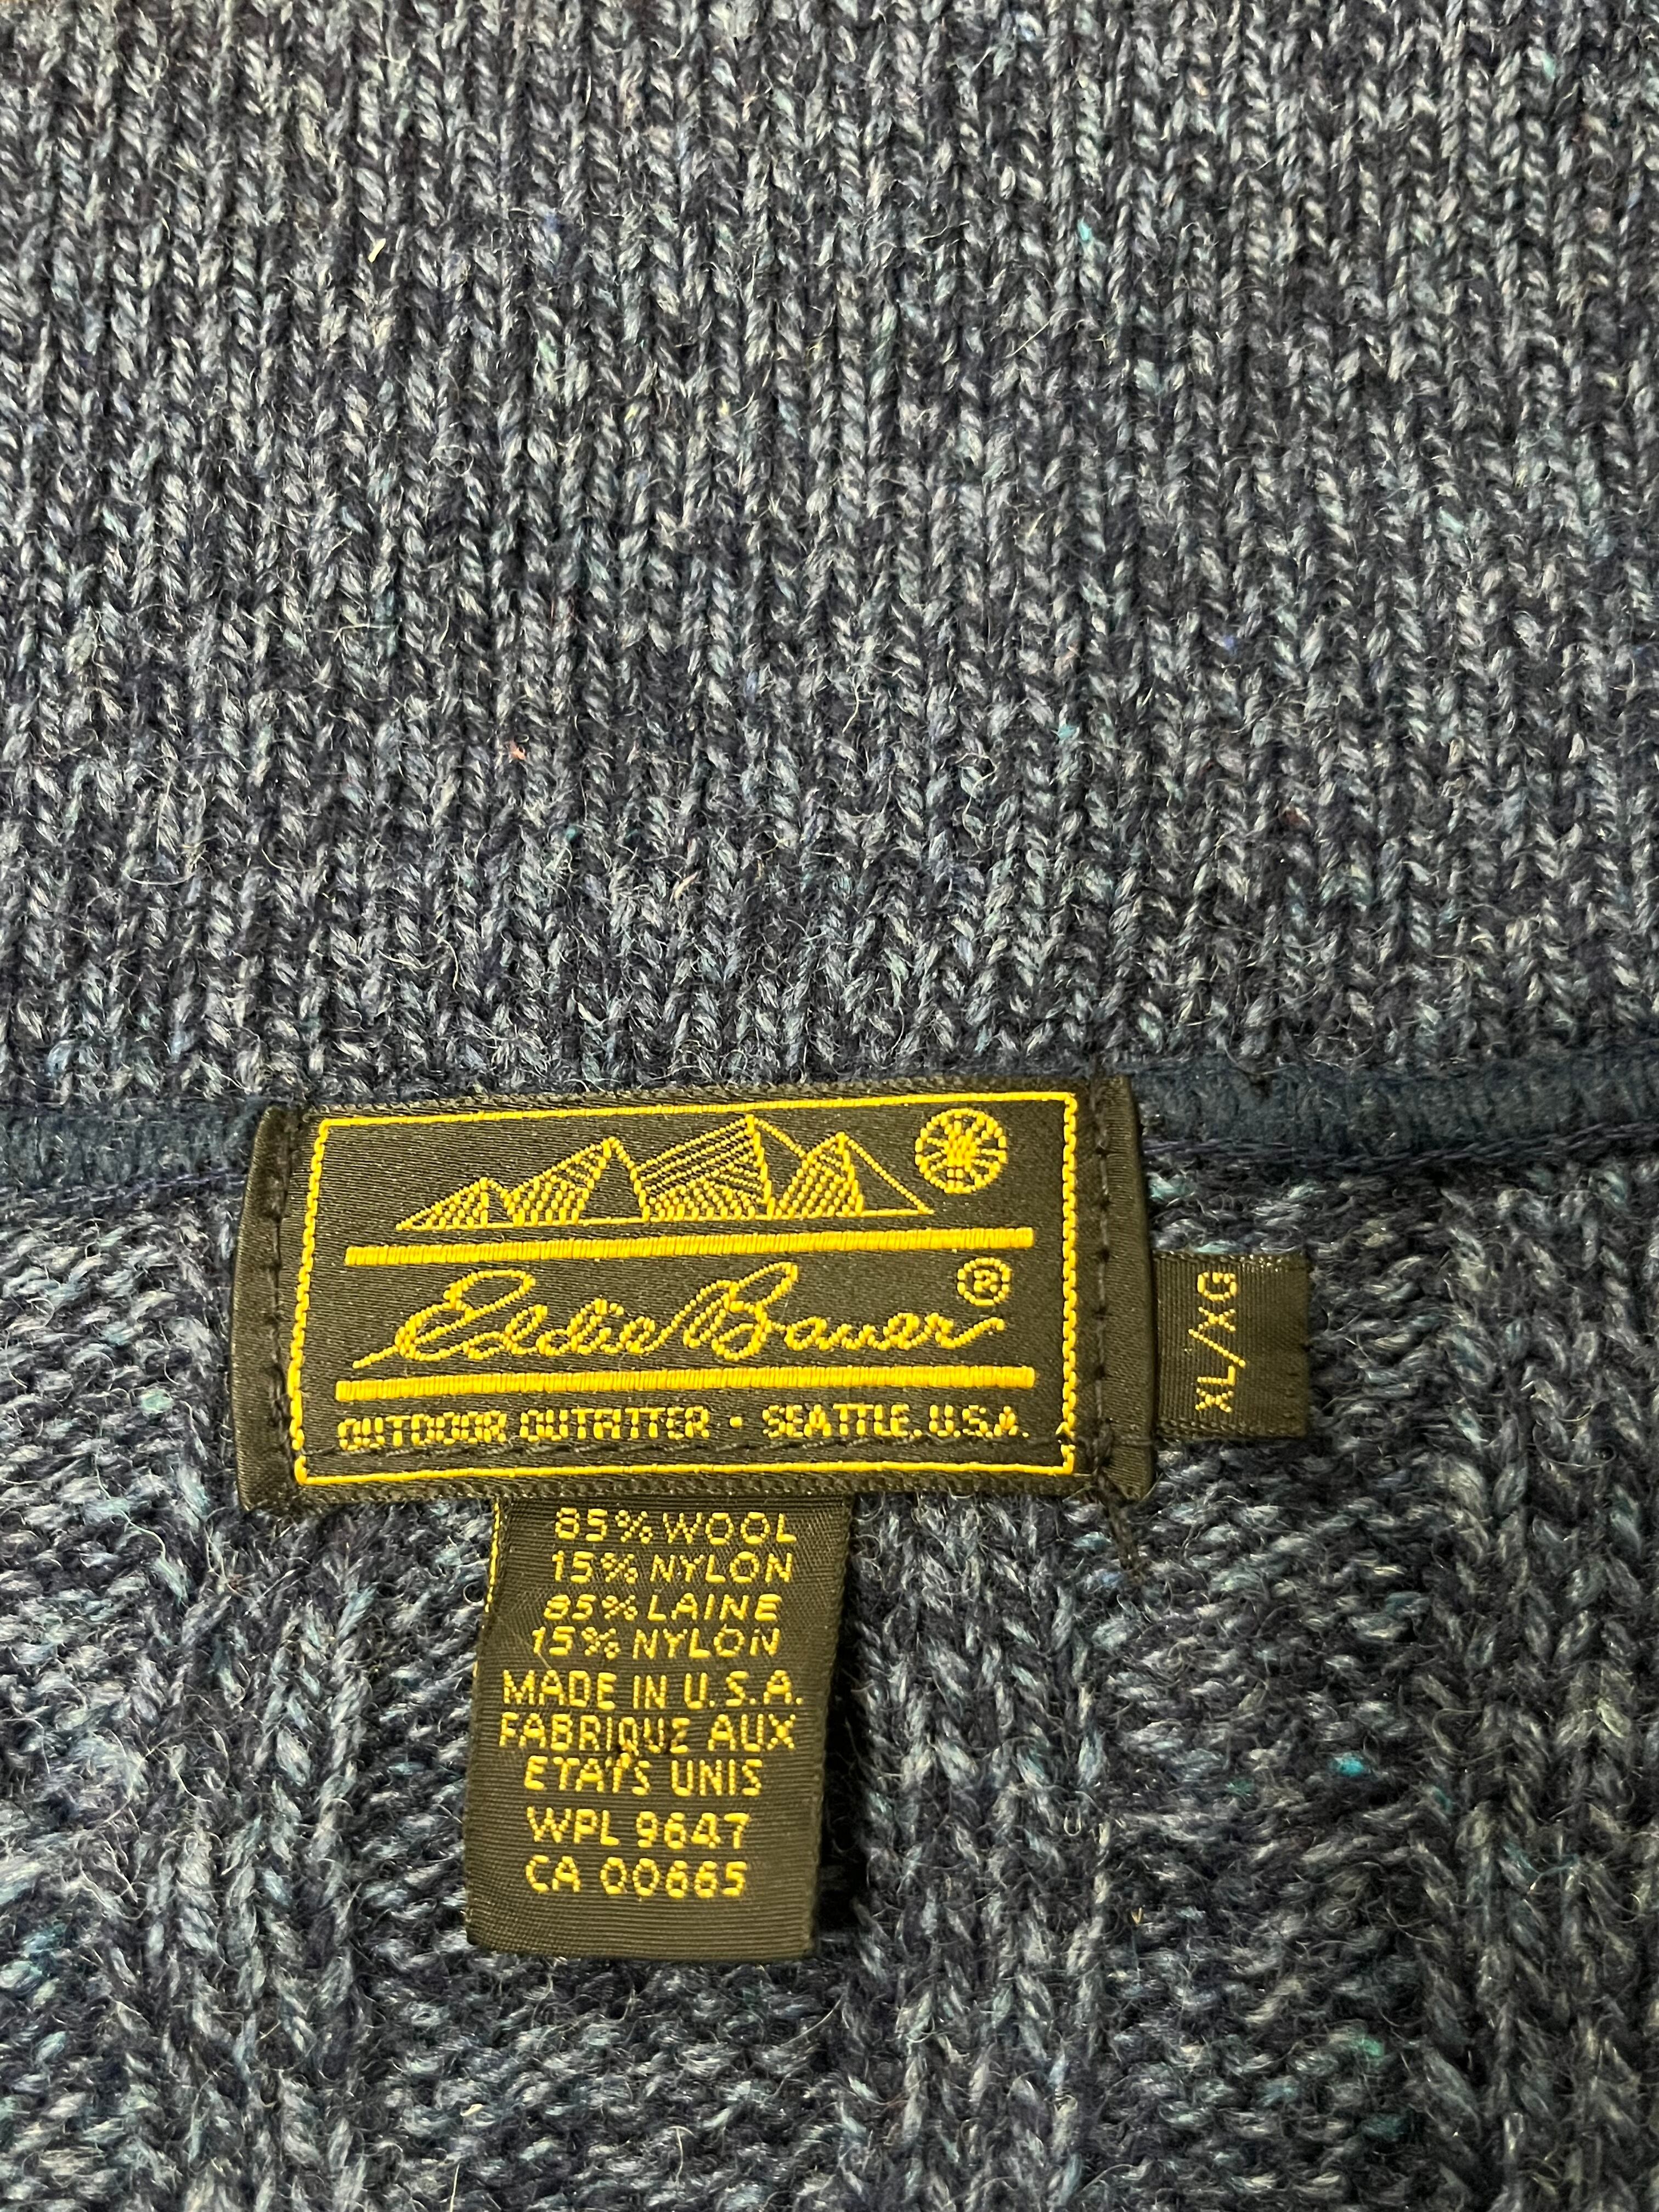 Eddie Bauer®
OUTDOOR OUTFITTER • SEATTLE, U.S.A.
XL/XG
85% WOOL
15% NYLON
85% LAINE
15% NYLON
MADE IN U.S.A.
FABRIQUE AUX
ETATS UNIS
WPL 9647
CA 00665